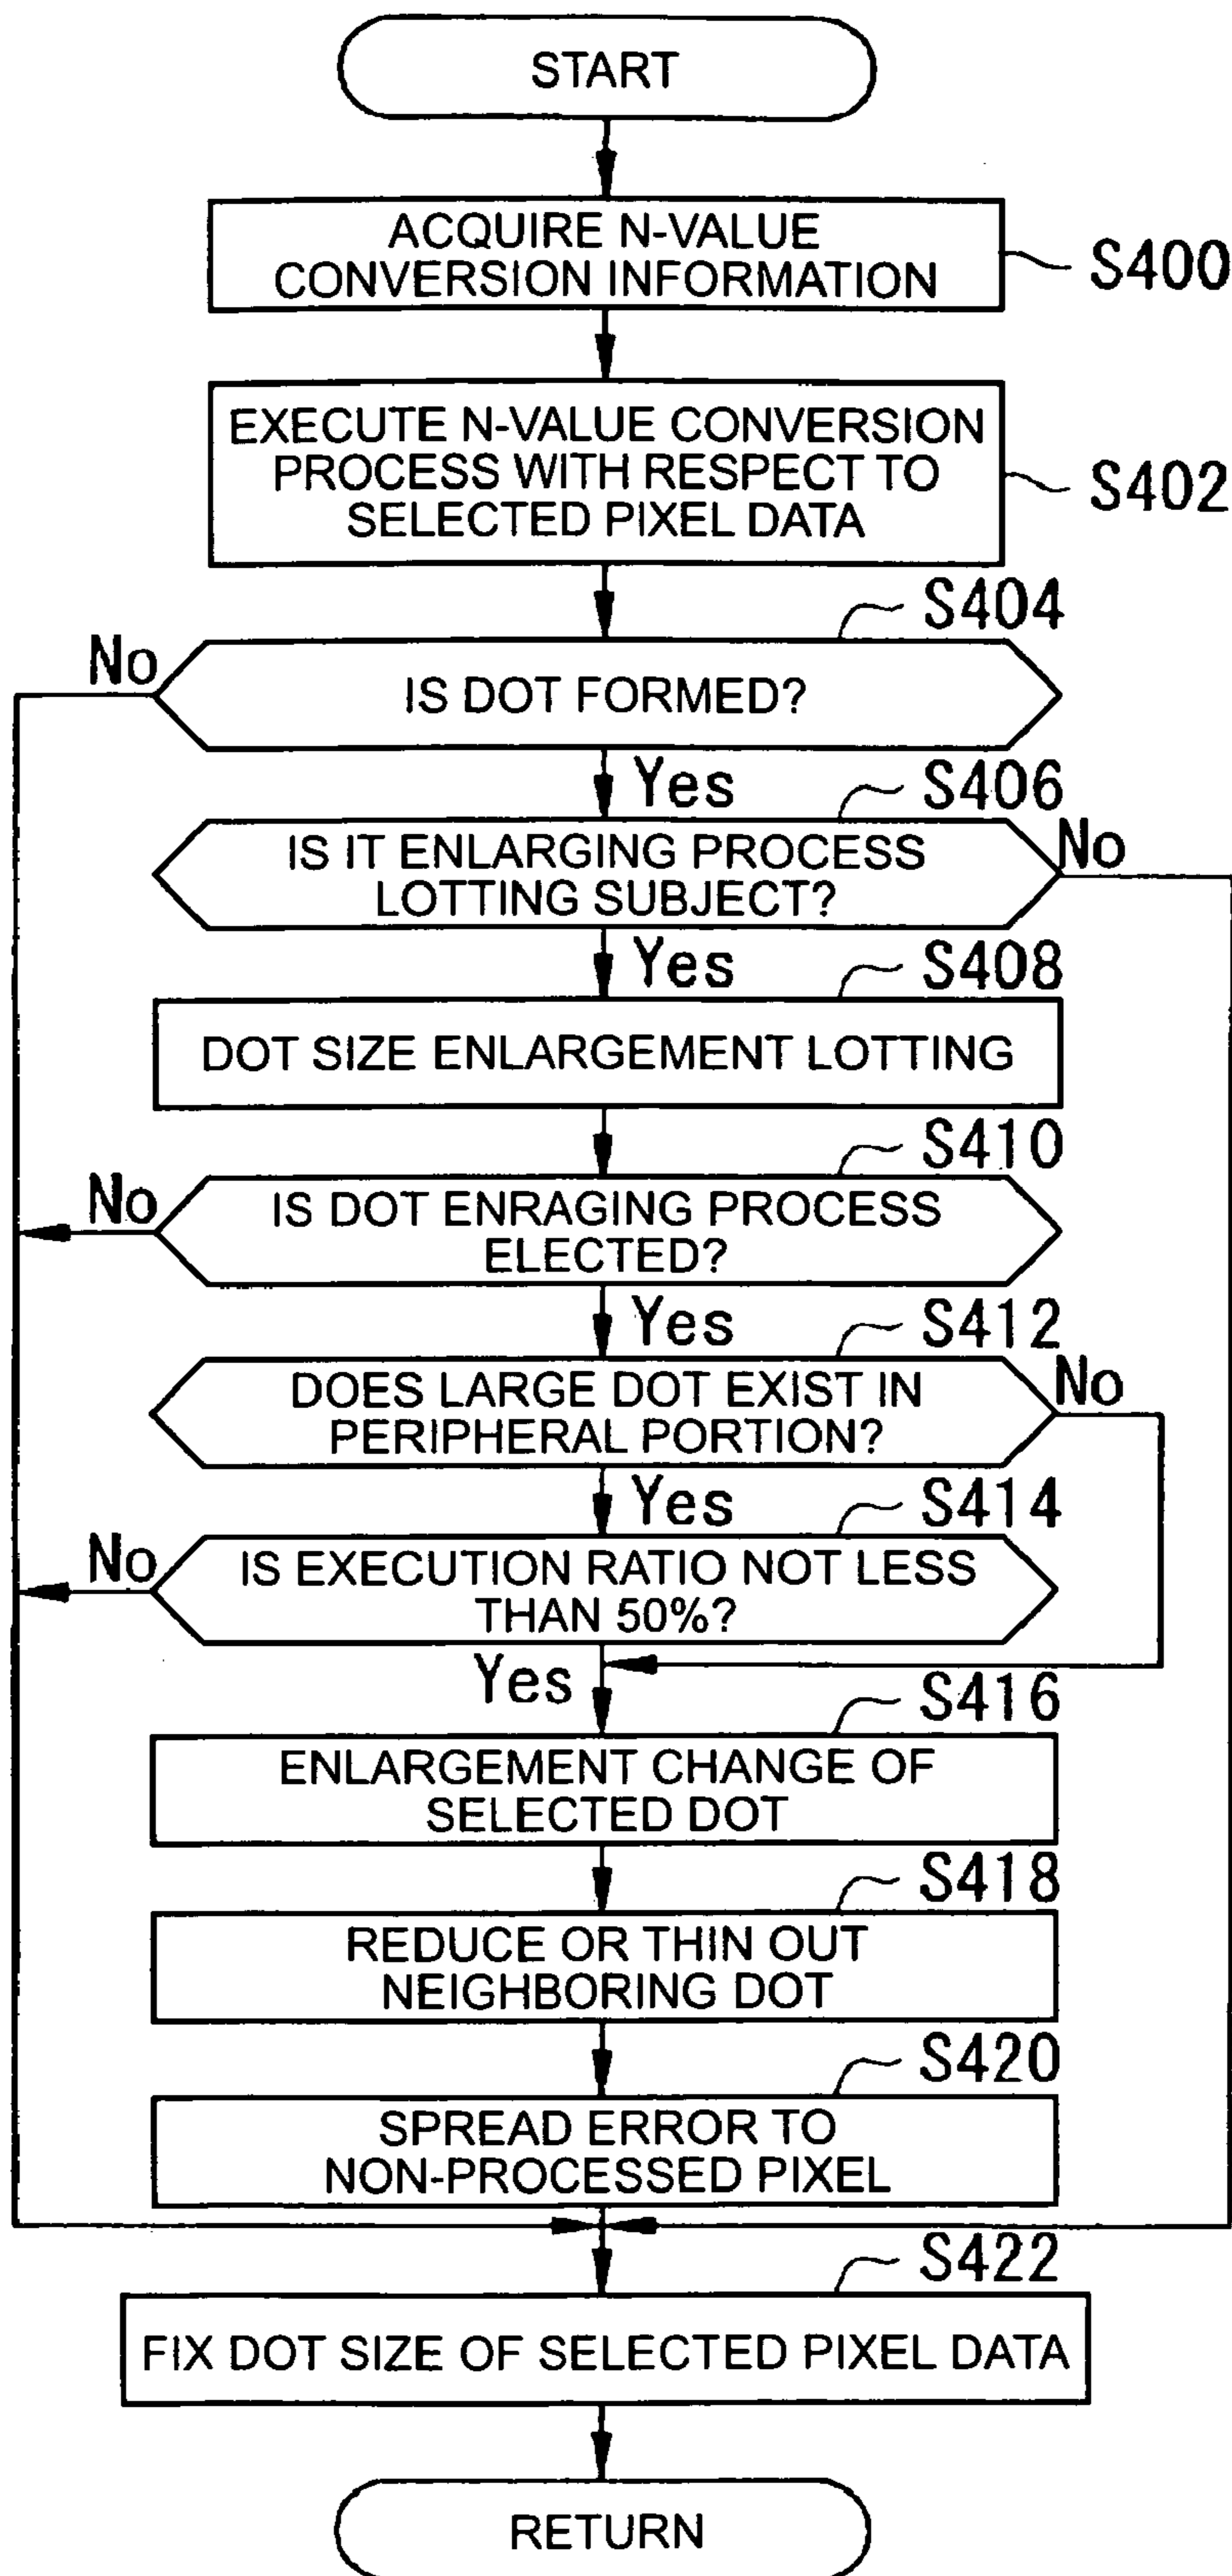 START
ACQUIRE N-VALUE
CONVERSION INFORMATION
S400
EXECUTE N-VALUE CONVERSION
PROCESS WITH RESPECT TO
SELECTED PIXEL DATA
S402
S404
No
IS DOT FORMED?
Yes
S406
IS IT ENLARGING PROCESS
LOTTING SUBJECT?
No
Yes
S408
DOT SIZE ENLARGEMENT LOTTING
S410
No
IS DOT ENRAGING PROCESS
ELECTED?
Yes
S412
DOES LARGE DOT EXIST IN
PERIPHERAL PORTION?
No
Yes
S414
No
IS EXECUTION RATIO NOT LESS
THAN 50%?
Yes
S416
ENLARGEMENT CHANGE OF
SELECTED DOT
S418
REDUCE OR THIN OUT
NEIGHBORING DOT
S420
SPREAD ERROR TO
NON-PROCESSED PIXEL
S422
FIX DOT SIZE OF SELECTED PIXEL DATA
RETURN